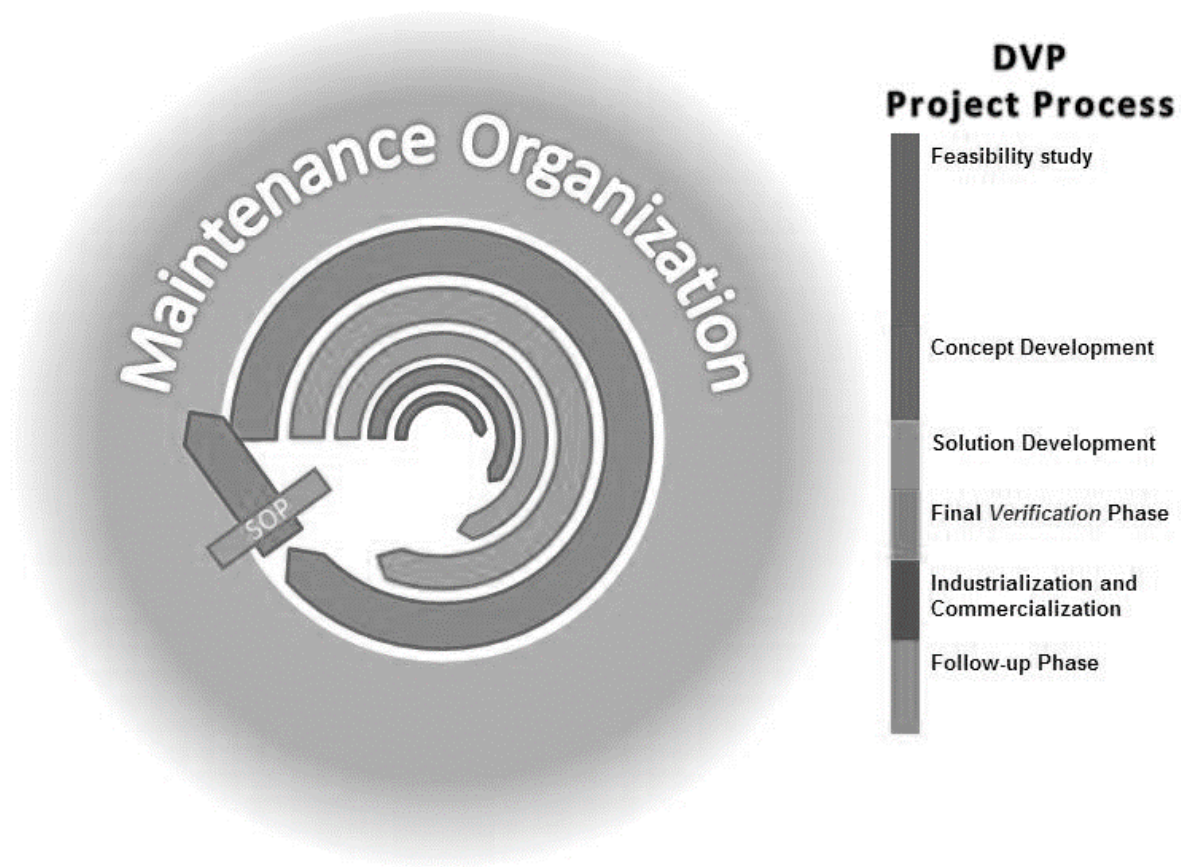 Maintenance Organization
SOP
DVP
Project Process
Feasibility study
Concept Development
Solution Development
Final Verification Phase
Industrialization and
Commercialization
Follow-up Phase